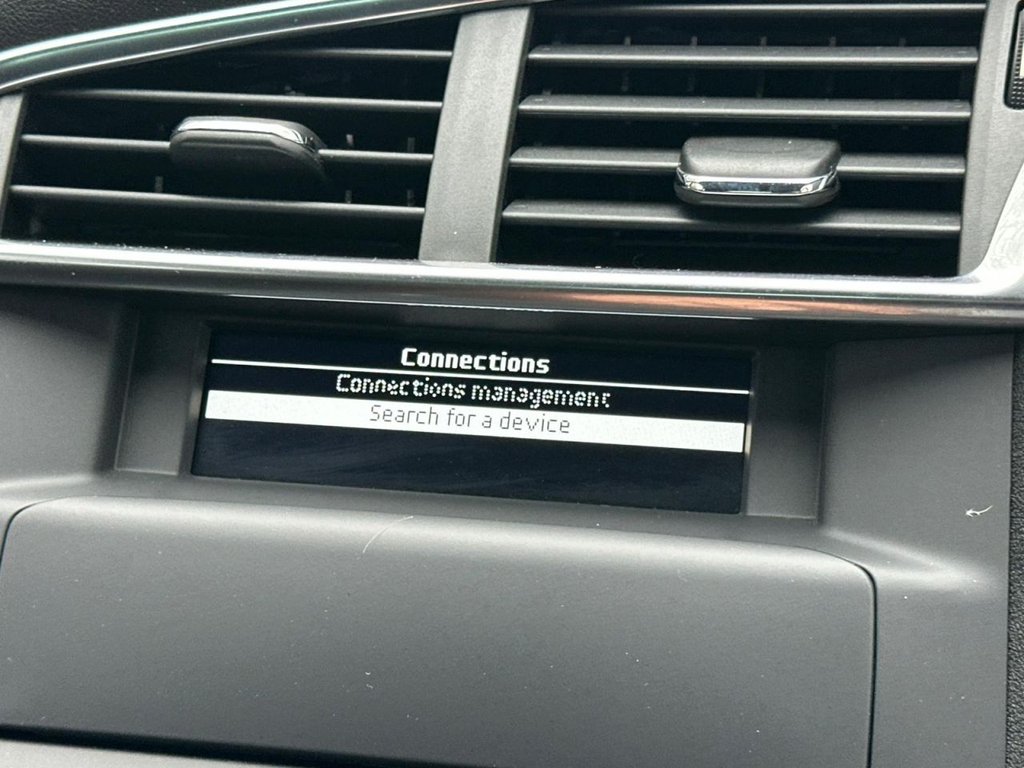 Connections
Connections management
Search for a device